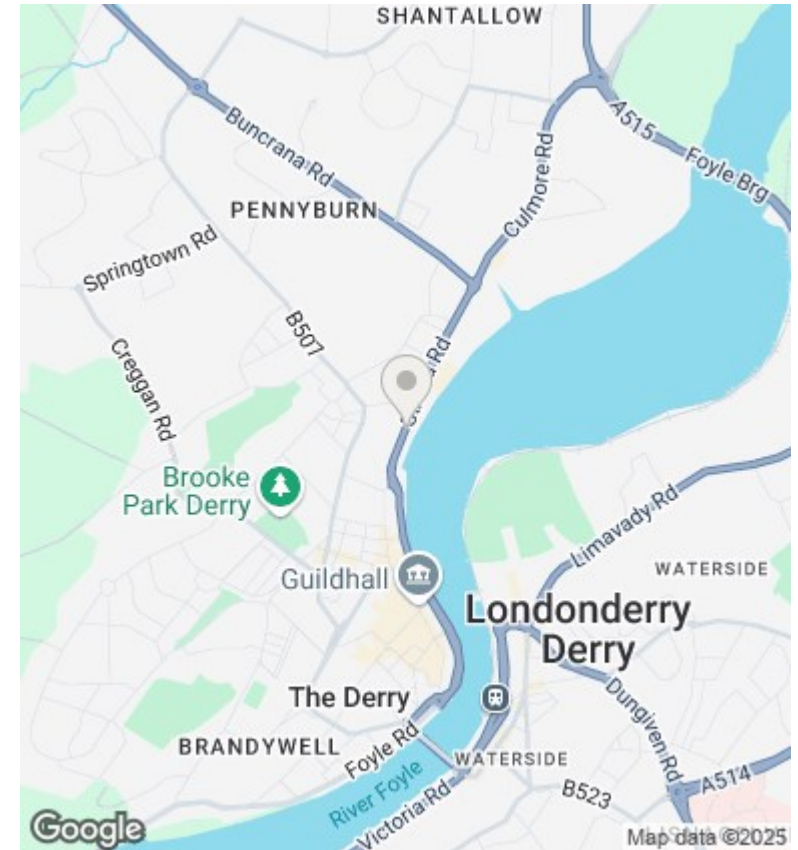 SHANTALLOW
A515
Foyle Brg
Buncrana Rd
Culmore Rd
PENNYBURN
Springtown Rd
B507
Rd
Creggan Rd
Brooke
Park Derry
Limavady Rd
WATERSIDE
Guildhall
Londonderry
Derry
The Derry
Dungiven Rd
BRANDYWELL
Foyle Rd
WATERSIDE
River Foyle
Victoria Rd
B523
A514
Google
Map data ©2025